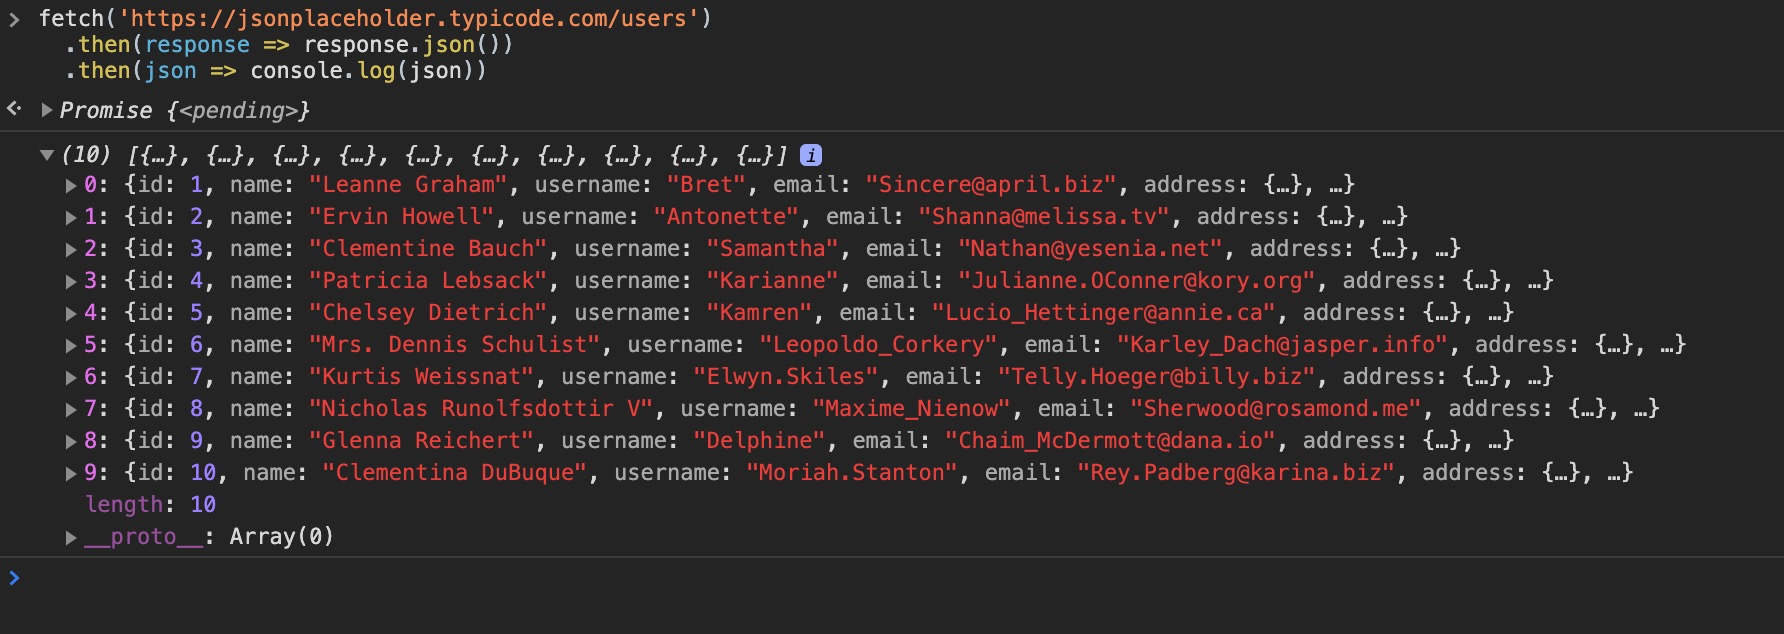 fetch('https://jsonplaceholder.typicode.com/users')
.then(response => response.json())
.then(json => console.log(json))
Promise {<pending>}
(10) [{…}, {…}, {…}, {…}, {…}, {…}, {…}, {…}, {…}, {…}] i
0: {id: 1, name: "Leanne Graham", username: "Bret", email: "Sincere@april.biz", address: {…}, …}
1: {id: 2, name: "Ervin Howell", username: "Antonette", email: "Shanna@melissa.tv", address: {…}, …}
2: {id: 3, name: "Clementine Bauch", username: "Samantha", email: "Nathan@yesenia.net", address: {…}, …}
3: {id: 4, name: "Patricia Lebsack", username: "Karianne", email: "Julianne.OConner@kory.org", address: {…}, …}
4: {id: 5, name: "Chelsey Dietrich", username: "Kamren", email: "Lucio_Hettinger@annie.ca", address: {…}, …}
5: {id: 6, name: "Mrs. Dennis Schulist", username: "Leopoldo_Corkery", email: "Karley_Dach@jasper.info", address: {…}, …}
6: {id: 7, name: "Kurtis Weissnat", username: "Elwyn.Skiles", email: "Telly.Hoeger@billy.biz", address: {…}, …}
7: {id: 8, name: "Nicholas Runolfsdottir V", username: "Maxime_Nienow", email: "Sherwood@rosamond.me", address: {…}, …}
8: {id: 9, name: "Glenna Reichert", username: "Delphine", email: "Chaim_McDermott@dana.io", address: {…}, …}
9: {id: 10, name: "Clementina DuBuque", username: "Moriah.Stanton", email: "Rey.Padberg@karina.biz", address: {…}, …}
length: 10
__proto__: Array(0)